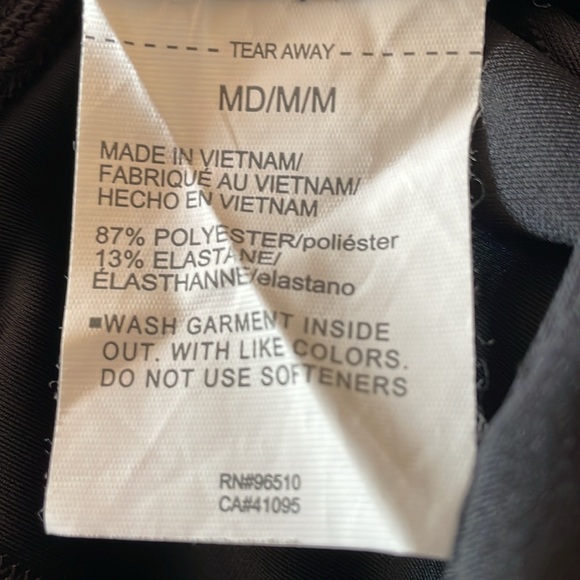 TEAR AWAY
MD/M/M
MADE IN VIETNAM/
FABRIQUÉ AU VIETNAM/
HECHO EN VIETNAM
87% POLYESTER/poliéster
13% ELASTANE/
ÉLASTHANNE/elastano
▪WASH GARMENT INSIDE
OUT. WITH LIKE COLORS.
DO NOT USE SOFTENERS
RN#96510
CA#41095